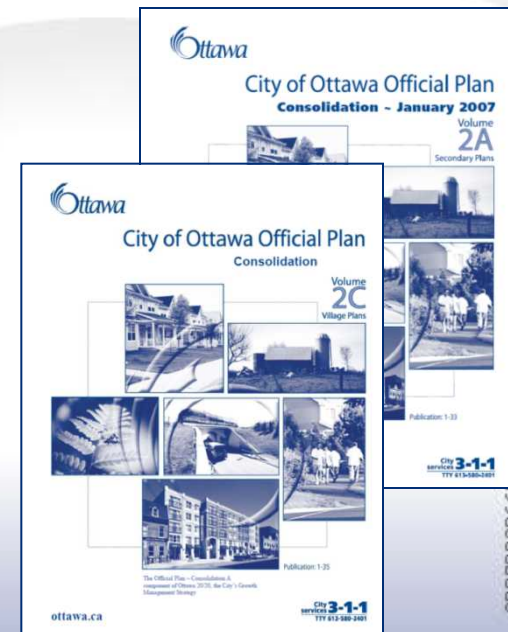 Ottawa
City of Ottawa Official Plan
Consolidation ~ January 2007
Volume
2A
Secondary Plans
Publication: 1-33
City services 3-1-1
TTY 613-580-2401
Ottawa
City of Ottawa Official Plan
Consolidation
Volume
2C
Village Plans
Publication: 1-35
The Official Plan – Consolidation A
component of Ottawa 20/20, the City's Growth
Management Strategy
ottawa.ca
City services 3-1-1
TTY 613-580-2401